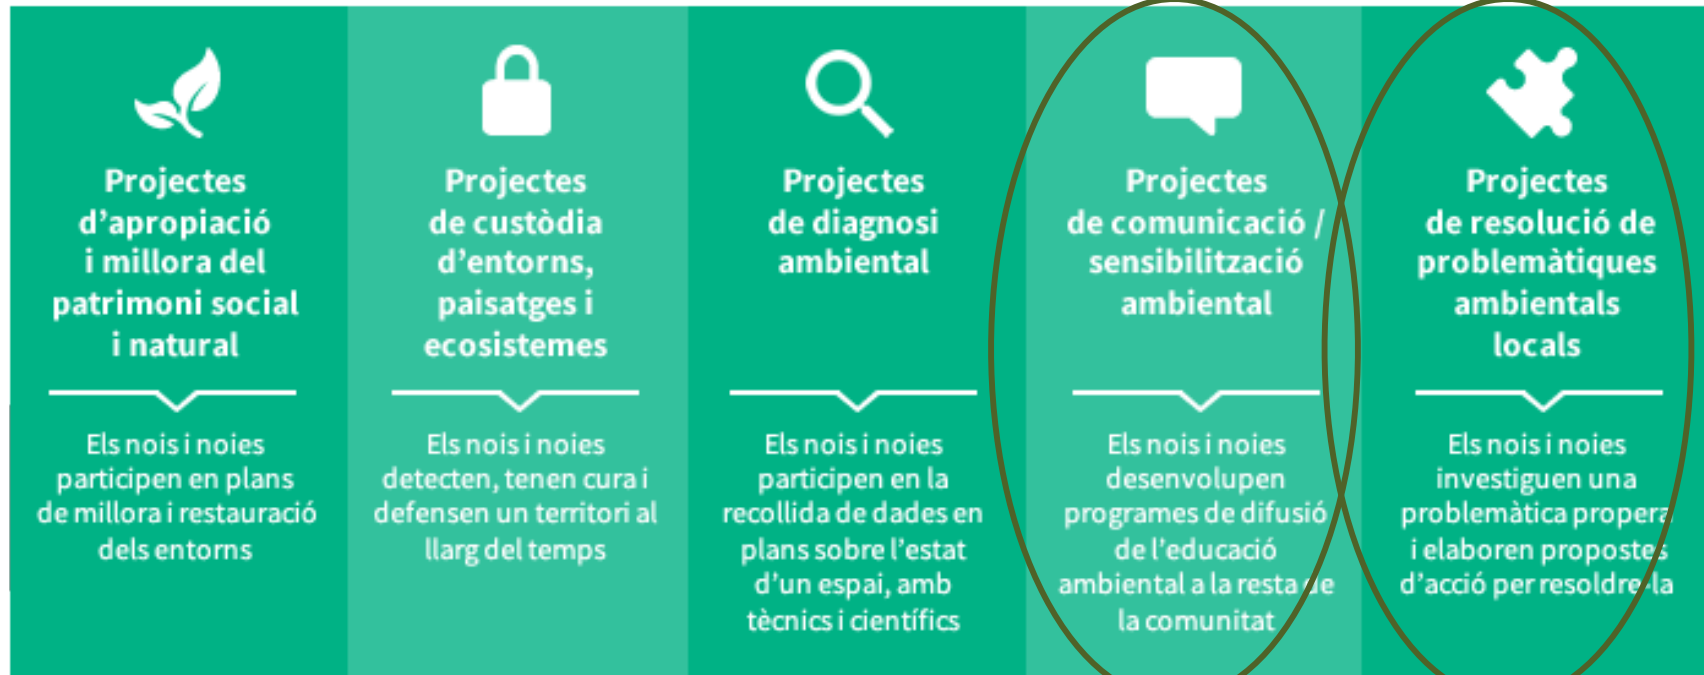 Projectes
d’apropiació
i millora del
patrimoni social
i natural
Els nois i noies
participen en plans
de millora i restauració
dels entorns
Projectes
de custòdia
d’entorns,
paisatges i
ecosistemes
Els nois i noies
detecten, tenen cura i
defensen un territori al
llarg del temps
Projectes
de diagnosi
ambiental
Els nois i noies
participen en la
recollida de dades en
plans sobre l’estat
d’un espai, amb
tècnics i científics
Projectes
de comunicació /
sensibilització
ambiental
Els nois i noies
desenvolupen
programes de difusió
de l’educació
ambiental a la resta de
la comunitat
Projectes
de resolució de
problemàtiques
ambientals
locals
Els nois i noies
investiguen una
problemàtica propera
i elaboren propostes
d’acció per resoldre-la